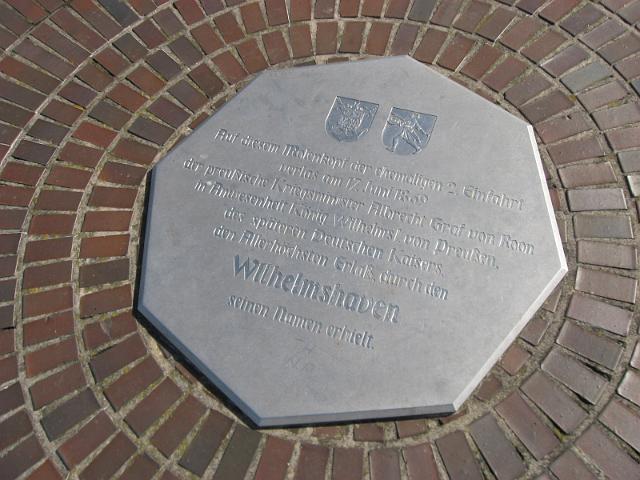 Auf diesem Molenkopf der ehemaligen 2. Einfahrt
verlas am 17. Juni 1869
der preußische Kriegsminister Albrecht Graf von Roon
in Anwesenheit König Wilhelms I von Preußen,
des späteren Deutschen Kaisers,
den Allerhöchsten Erlaß, durch den
Wilhelmshaven
seinen Namen erhielt.